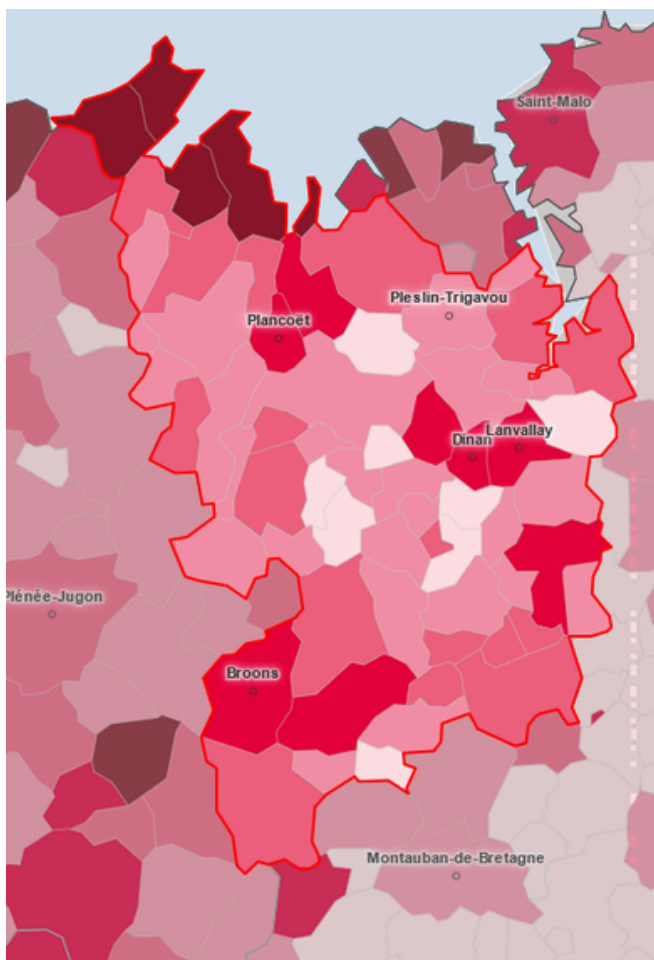 Saint-Malo
Pleslin-Trigavou
Plancoët
Lanvallay
Dinan
Plénée-Jugon
Broons
Montauban-de-Bretagne